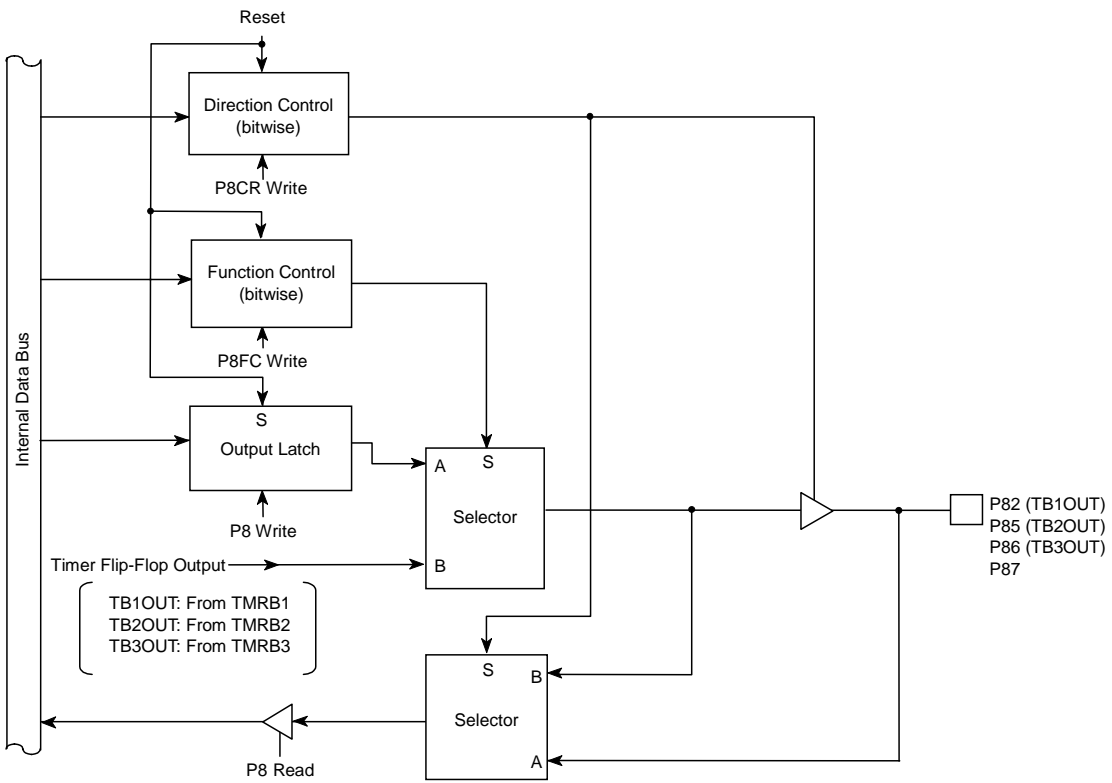 Reset
Direction Control
(bitwise)
P8CR Write
Function Control
(bitwise)
P8FC Write
Internal Data Bus
S
Output Latch
P8 Write
A
S
Selector
B
Timer Flip-Flop Output
TB1OUT: From TMRB1
TB2OUT: From TMRB2
TB3OUT: From TMRB3
P82 (TB1OUT)
P85 (TB2OUT)
P86 (TB3OUT)
P87
S
B
Selector
A
P8 Read